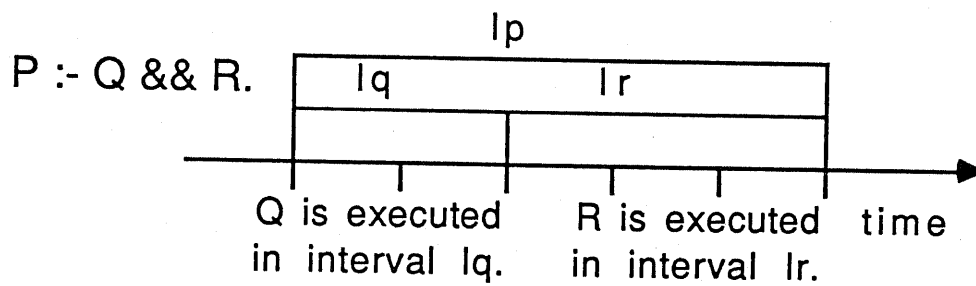 Ip
P :- Q && R.
Iq
Ir
Q is executed
in interval Iq.
R is executed
in interval Ir.
time